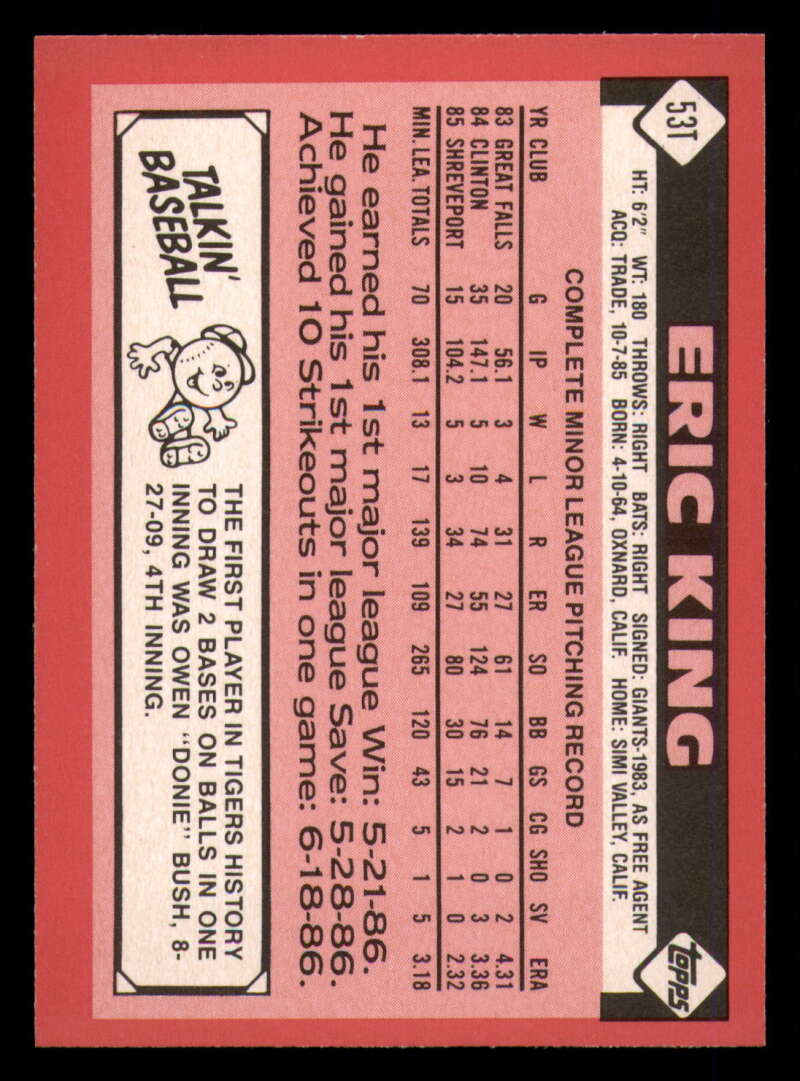 53T
ERIC KING
topps
HT: 6'2" WT: 180 THROWS: RIGHT BATS: RIGHT SIGNED: GIANTS-1983, AS FREE AGENT
ACQ: TRADE, 10-7-85 BORN: 4-10-64, OXNARD, CALIF. HOME: SIMI VALLEY, CALIF.
COMPLETE MINOR LEAGUE PITCHING RECORD
YR CLUB G IP W L R ER SO BB GS CG SHO SV ERA
83 GREAT FALLS 20 56.1 3 4 31 27 61 14 7 1 0 2 4.31
84 CLINTON 35 147.1 5 10 74 55 124 76 21 2 0 3 3.36
85 SHREVEPORT 15 104.2 5 3 34 27 80 30 15 2 1 0 2.32
MIN. LEA. TOTALS 70 308.1 13 17 139 109 265 120 43 5 1 5 3.18
He earned his 1st major league Win: 5-21-86.
He gained his 1st major league Save: 5-28-86.
Achieved 10 Strikeouts in one game: 6-18-86.
TALKIN'
BASEBALL
THE FIRST PLAYER IN TIGERS HISTORY
TO DRAW 2 BASES ON BALLS IN ONE
INNING WAS OWEN "DONIE" BUSH, 8-
27-09, 4TH INNING.